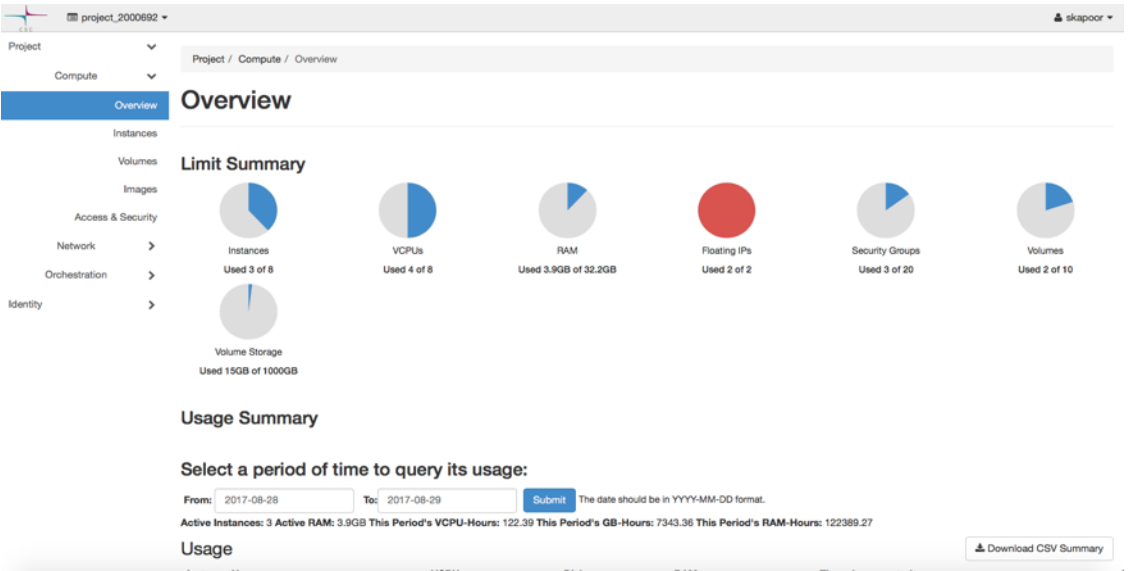 CSC
project_2000692
skapoor
Project
Compute
Overview
Instances
Volumes
Images
Access & Security
Network
Orchestration
Identity
Project / Compute / Overview
Overview
Limit Summary
Instances
Used 3 of 8
VCPUs
Used 4 of 8
RAM
Used 3.9GB of 32.2GB
Floating IPs
Used 2 of 2
Security Groups
Used 3 of 20
Volumes
Used 2 of 10
Volume Storage
Used 15GB of 1000GB
Usage Summary
Select a period of time to query its usage:
From: 2017-08-28 To: 2017-08-29 Submit The date should be in YYYY-MM-DD format.
Active Instances: 3 Active RAM: 3.9GB This Period's VCPU-Hours: 122.39 This Period's GB-Hours: 7343.36 This Period's RAM-Hours: 122389.27
Usage
Download CSV Summary